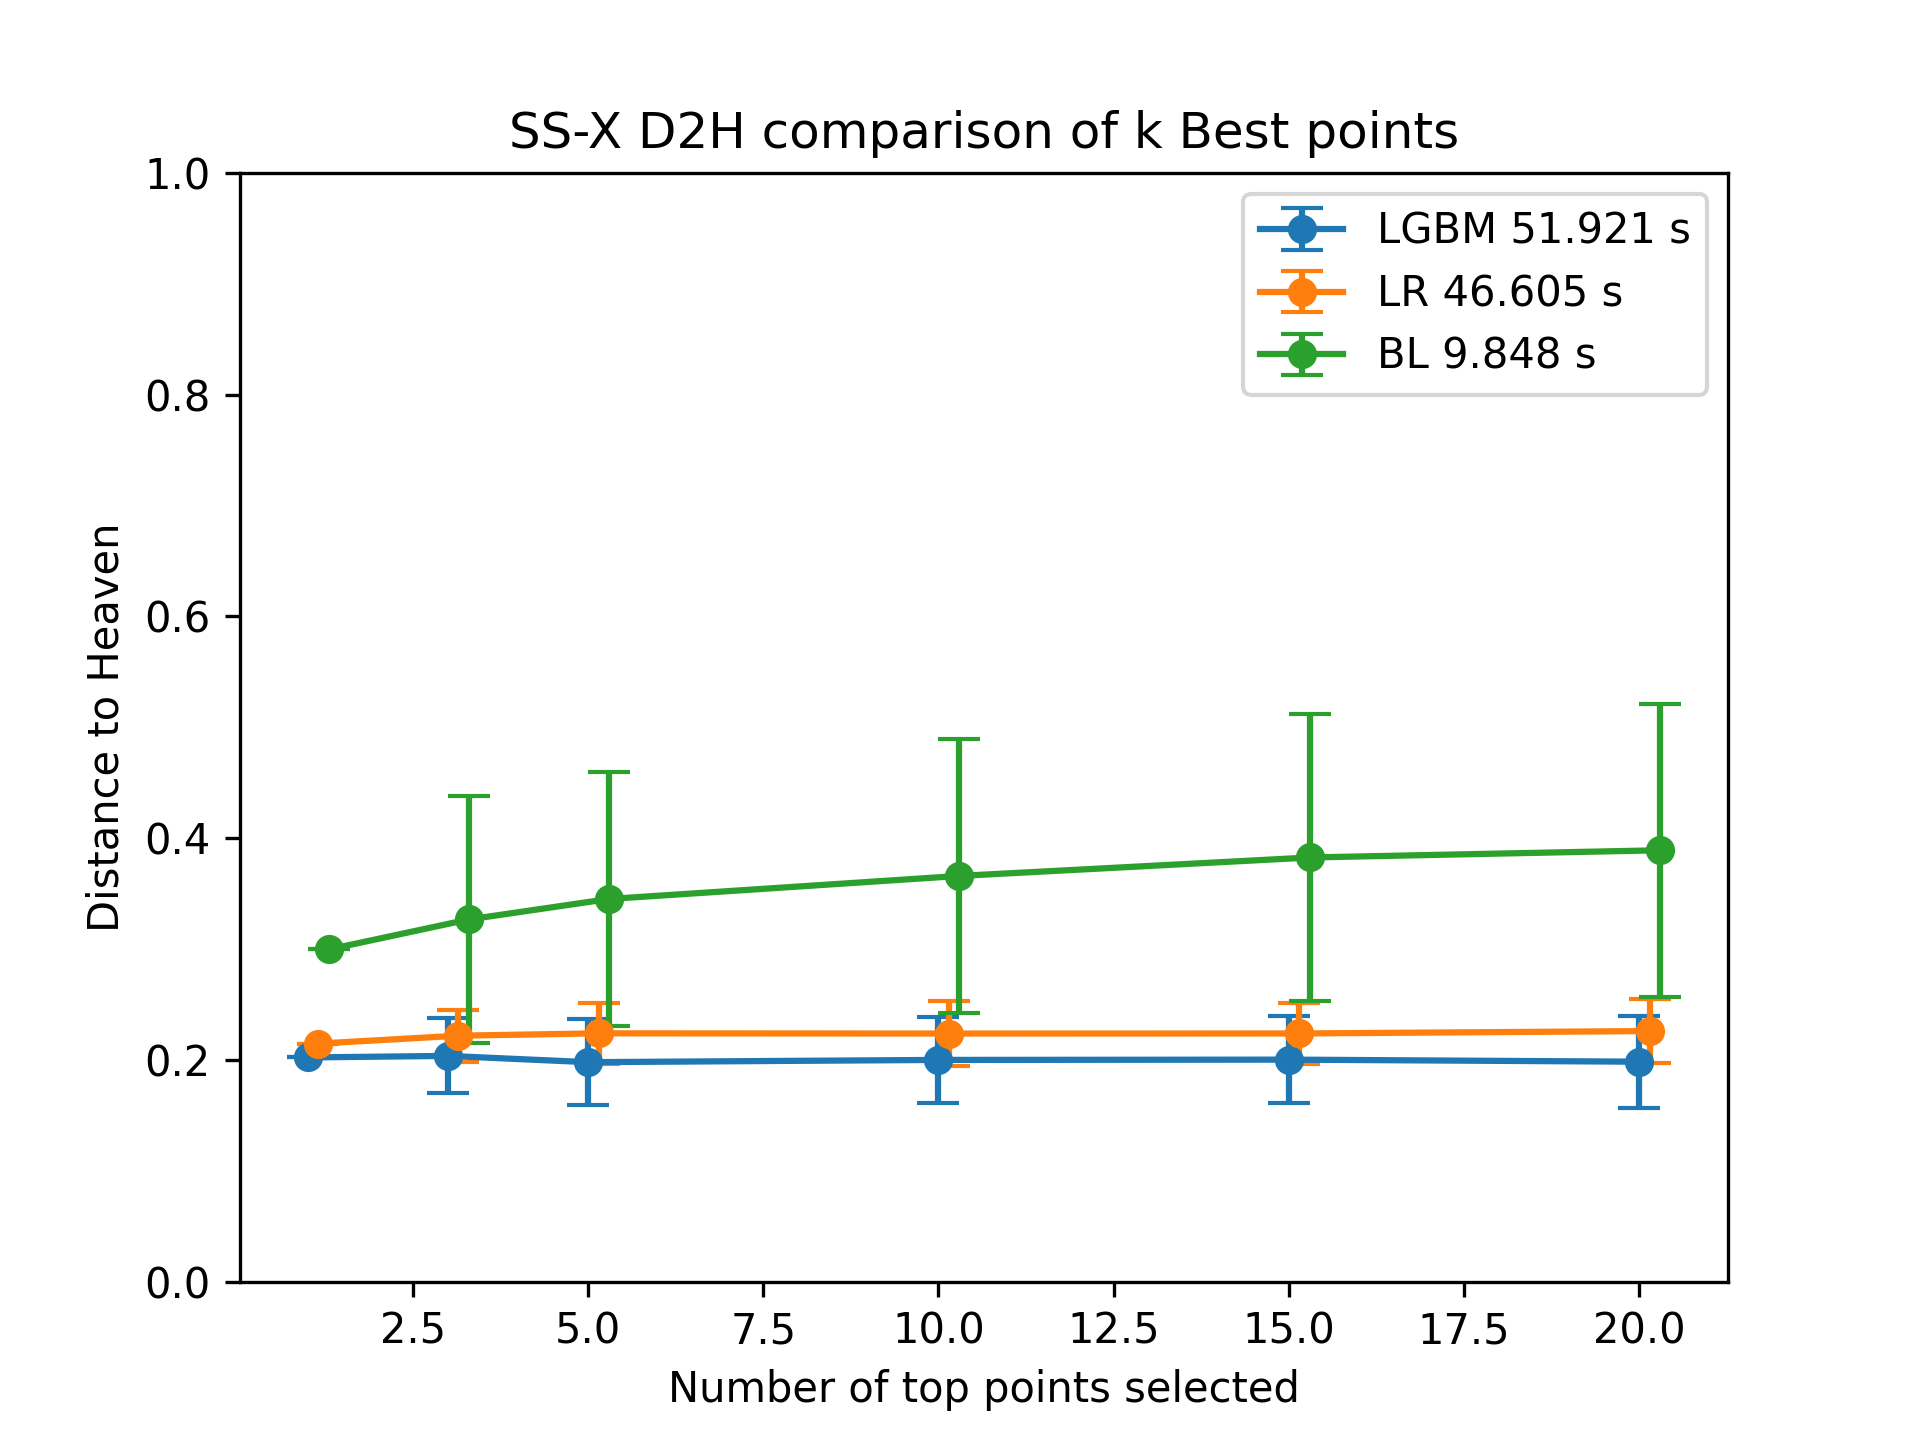 SS-X D2H comparison of k Best points
1.0
0.8
0.6
0.4
0.2
0.0
Distance to Heaven
LGBM 51.921 s
LR 46.605 s
BL 9.848 s
2.5 5.0 7.5 10.0 12.5 15.0 17.5 20.0
Number of top points selected